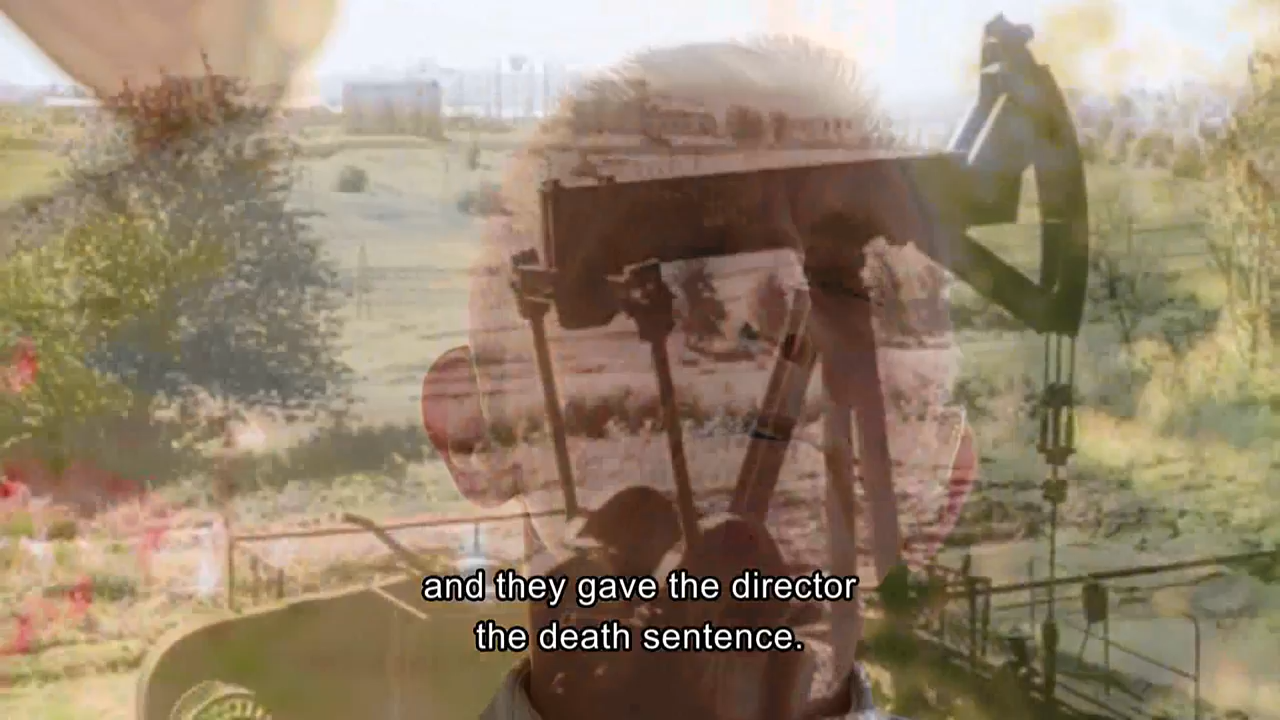 and they gave the director
the death sentence.